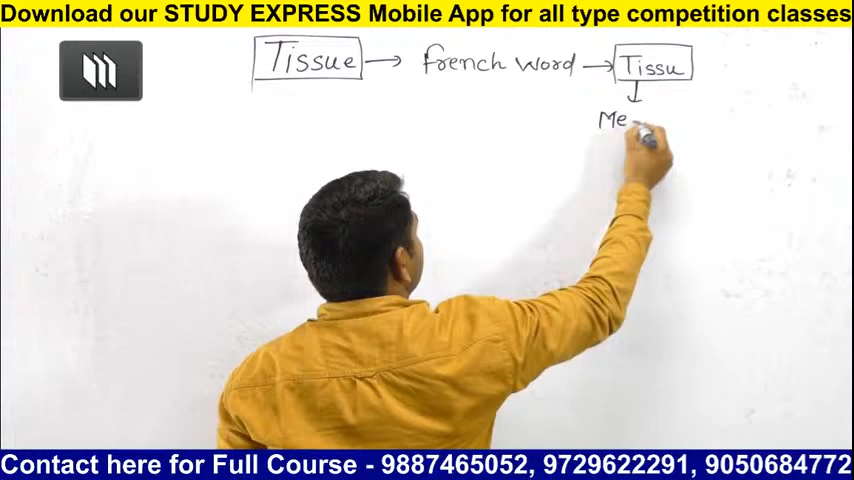 Download our STUDY EXPRESS Mobile App for all type competition classes
Tissue → French word → Tissu
↓
Me
Contact here for Full Course - 9887465052, 9729622291, 9050684772